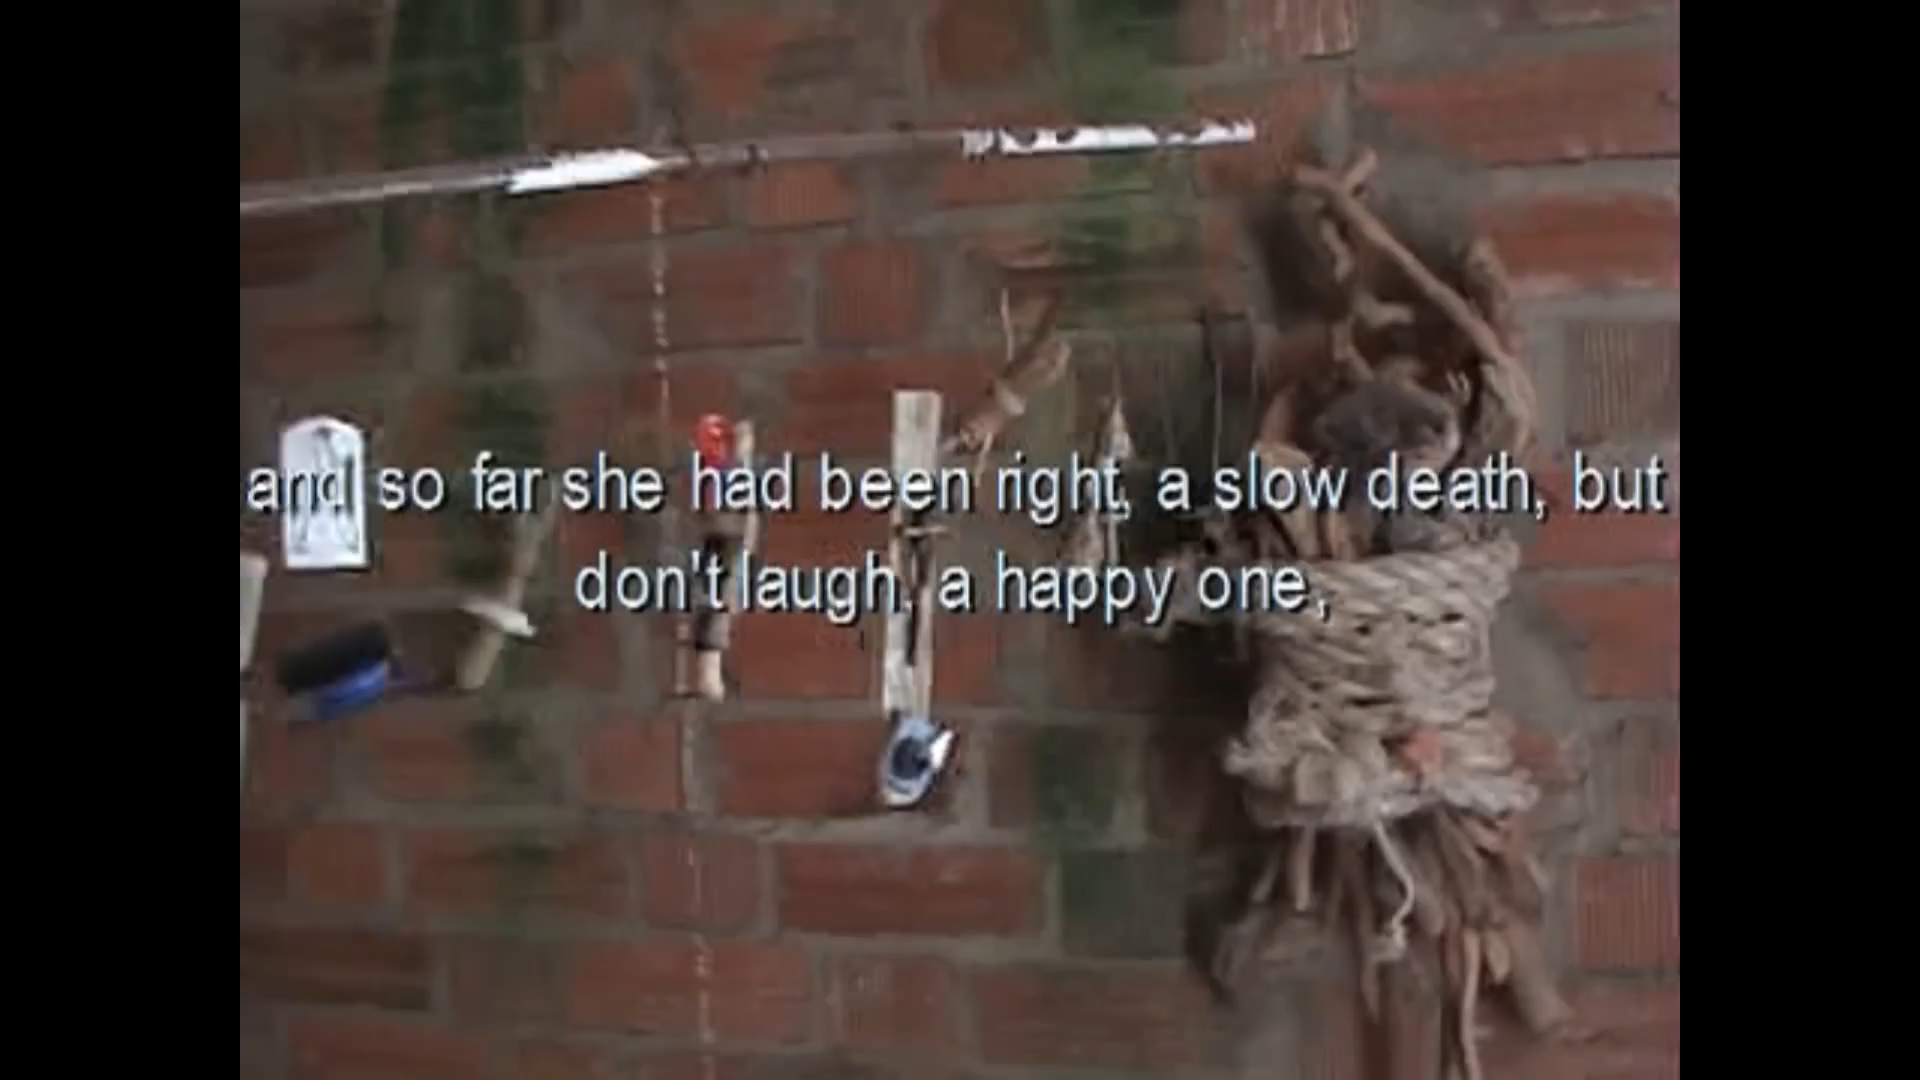 and so far she had been right, a slow death, but
don't laugh, a happy one,